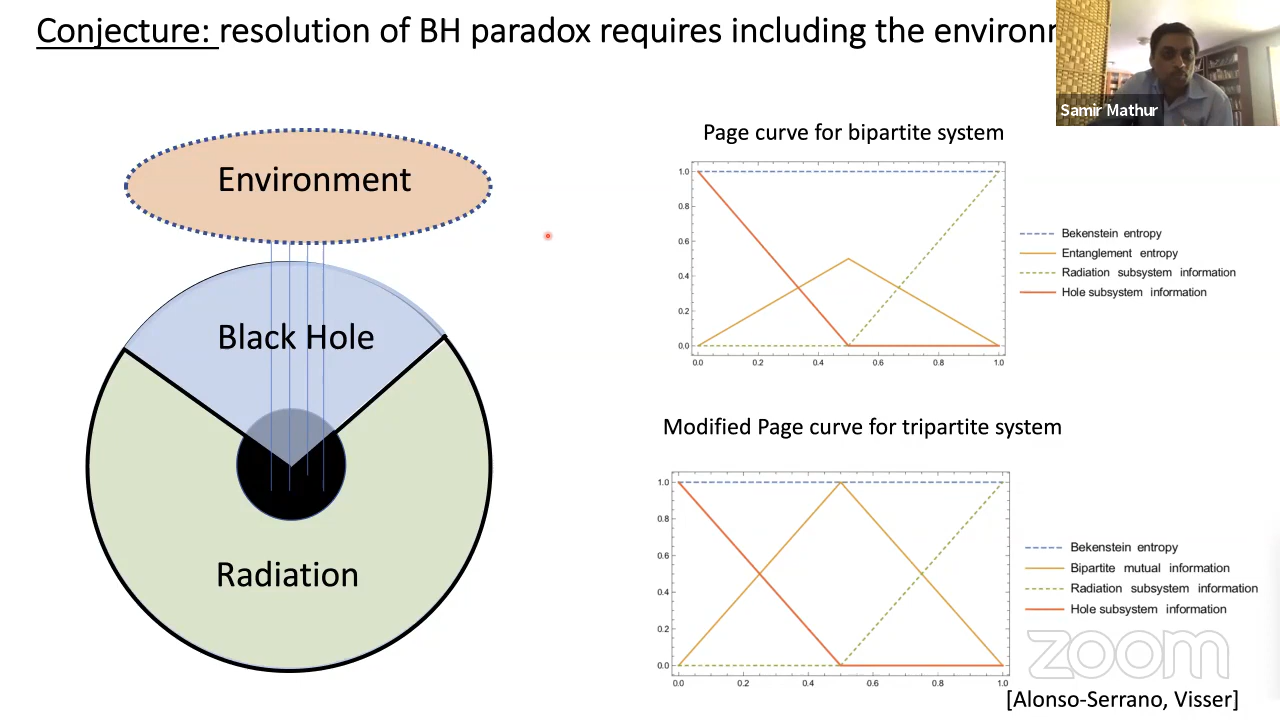 Conjecture: resolution of BH paradox requires including the
Samir Mathur
Environment
Black Hole
Radiation
Page curve for bipartite system
1.0
0.8
0.6
0.4
0.2
0.0
0.0 0.2 0.4 0.6 0.8 1.0
Bekenstein entropy
Entanglement entropy
Radiation subsystem information
Hole subsystem information
Modified Page curve for tripartite system
1.0
0.8
0.6
0.4
0.2
0.0
0.0 0.2 0.4 0.6 0.8 1.0
Bekenstein entropy
Bipartite mutual information
Radiation subsystem information
Hole subsystem information
zoom
[Alonso-Serrano, Visser]